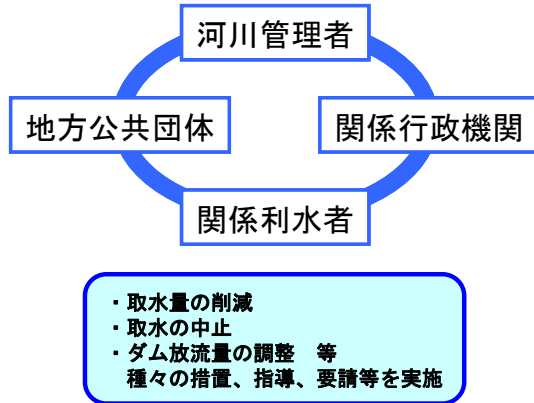 河川管理者
地方公共団体
関係行政機関
関係利水者
・取水量の削減
・取水の中止
・ダム放流量の調整　等
種々の措置、指導、要請等を実施